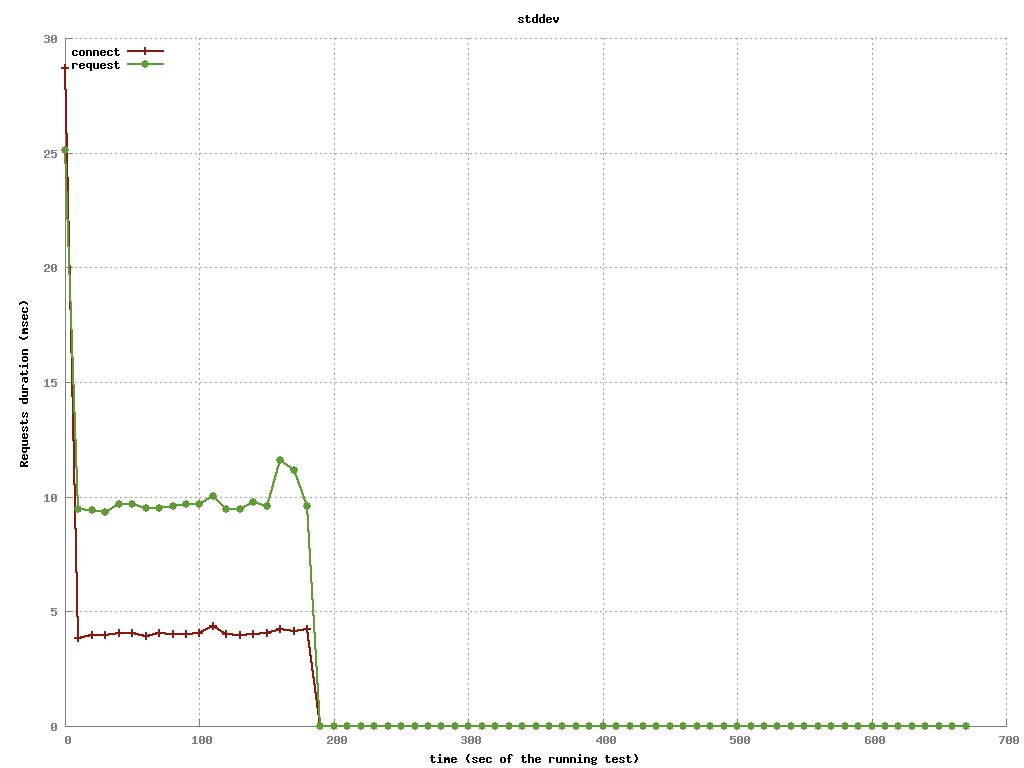 stddev
30
connect
request
25
20
15
10
5
0
0 100 200 300 400 500 600 700
Requests duration (msec)
time (sec of the running test)